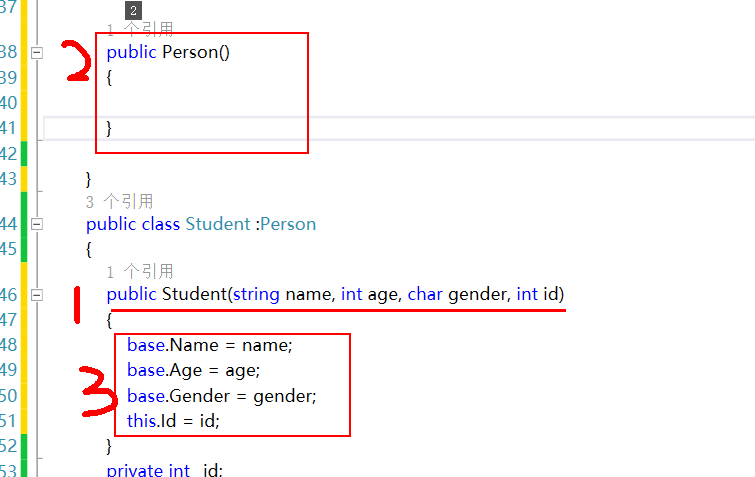 37
2
1 个引用
38 public Person()
39 {
40
41 }
42
43 }
3 个引用
44 public class Student :Person
45 {
1 个引用
46 public Student(string name, int age, char gender, int id)
47 {
48 base.Name = name;
49 base.Age = age;
50 base.Gender = gender;
51 this.Id = id;
52 }
53 private int _id;
2
1
3